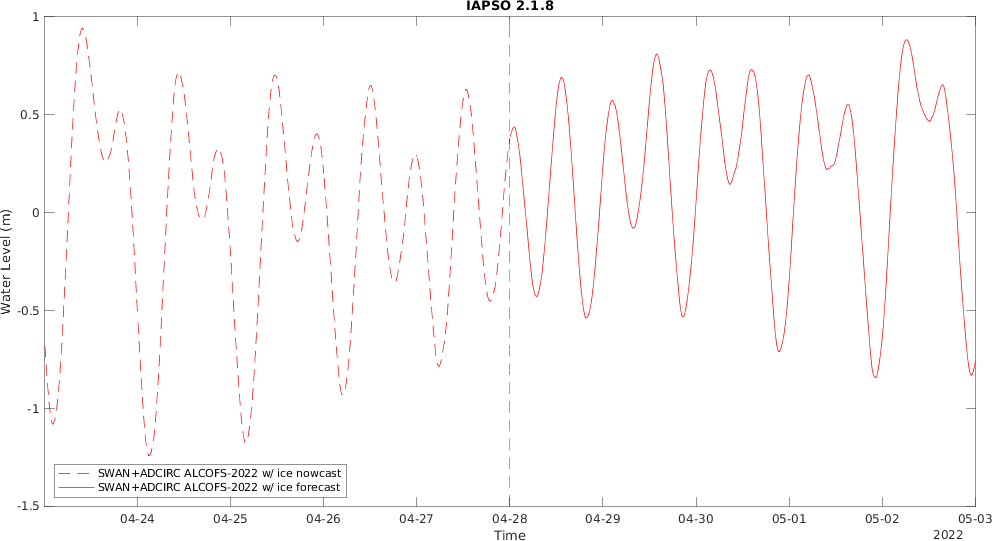 IAPSO 2.1.8
1
0.5
0
-0.5
-1
-1.5
Water Level (m)
SWAN+ADCIRC ALCOFS-2022 w/ ice nowcast
SWAN+ADCIRC ALCOFS-2022 w/ ice forecast
04-24 04-25 04-26 04-27 04-28 04-29 04-30 05-01 05-02 05-03
Time
2022